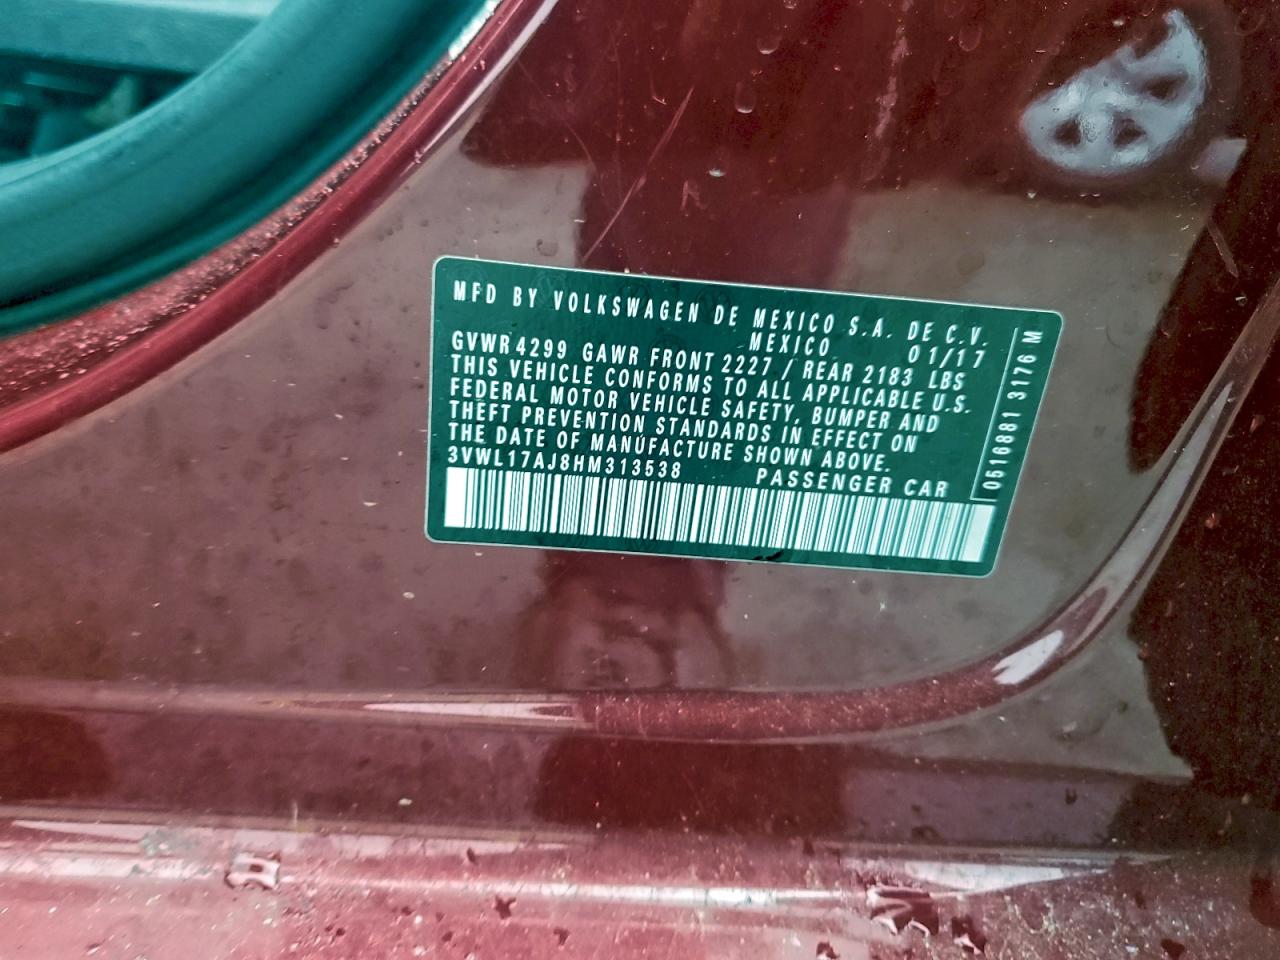 MFD BY VOLKSWAGEN DE MEXICO S.A. DE C.V.
MEXICO 01/17
GVWR 4299 GAWR FRONT 2227 / REAR 2183 LBS
THIS VEHICLE CONFORMS TO ALL APPLICABLE U.S.
FEDERAL MOTOR VEHICLE SAFETY, BUMPER AND
THEFT PREVENTION STANDARDS IN EFFECT ON
THE DATE OF MANUFACTURE SHOWN ABOVE.
3VWL17AJ8HM313538 PASSENGER CAR
0516881 3176 M